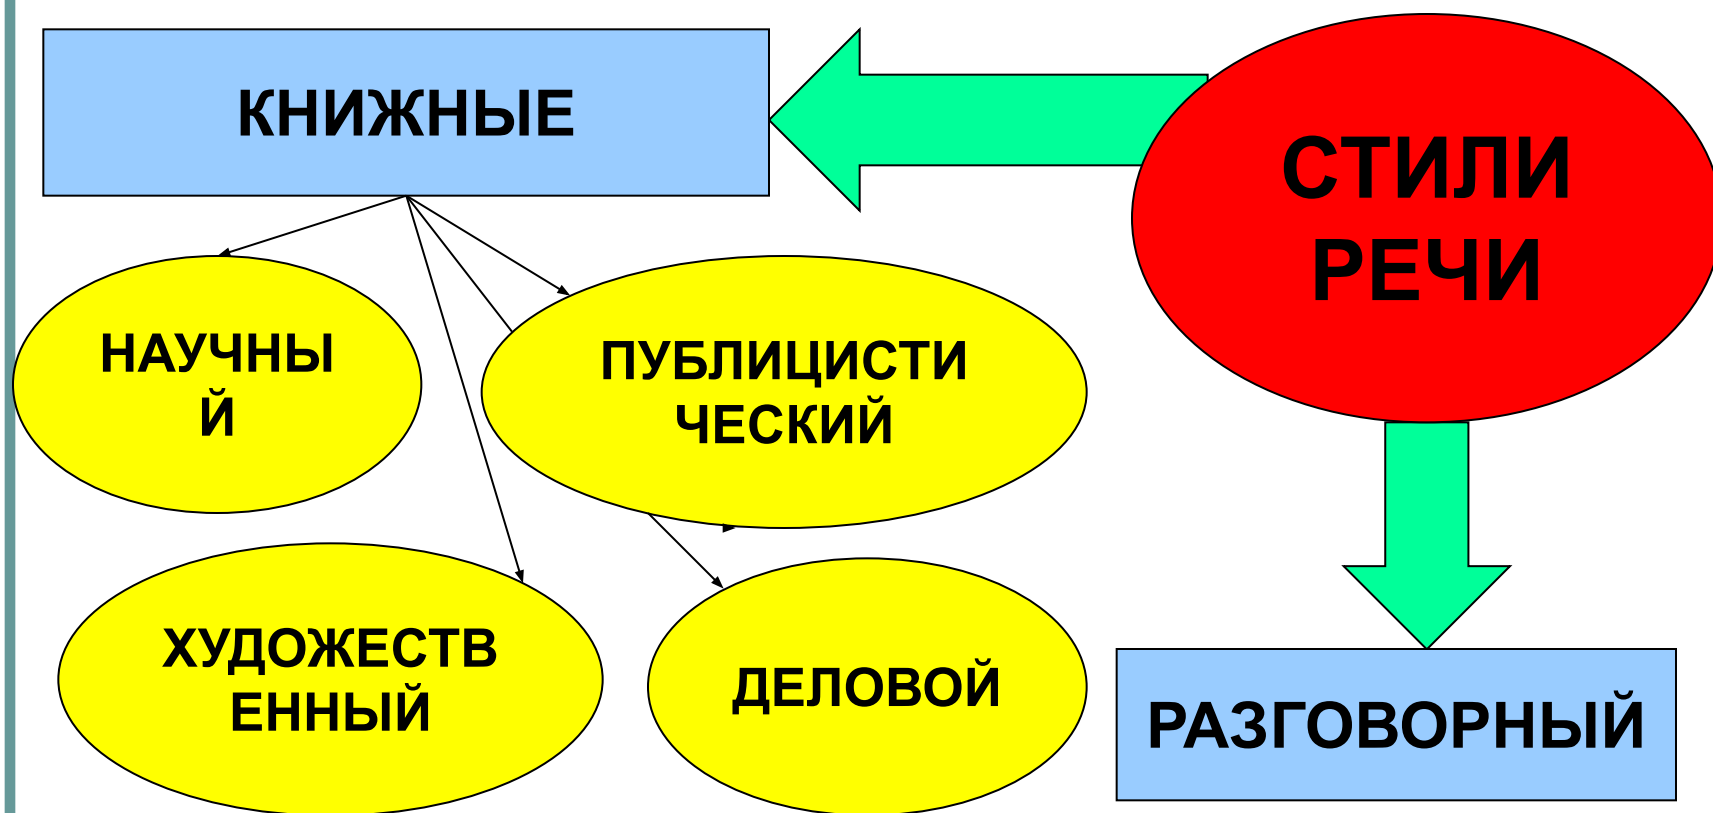 КНИЖНЫЕ
СТИЛИ
РЕЧИ
НАУЧНЫ
Й
ПУБЛИЦИСТИ
ЧЕСКИЙ
ХУДОЖЕСТВ
ЕННЫЙ
ДЕЛОВОЙ
РАЗГОВОРНЫЙ